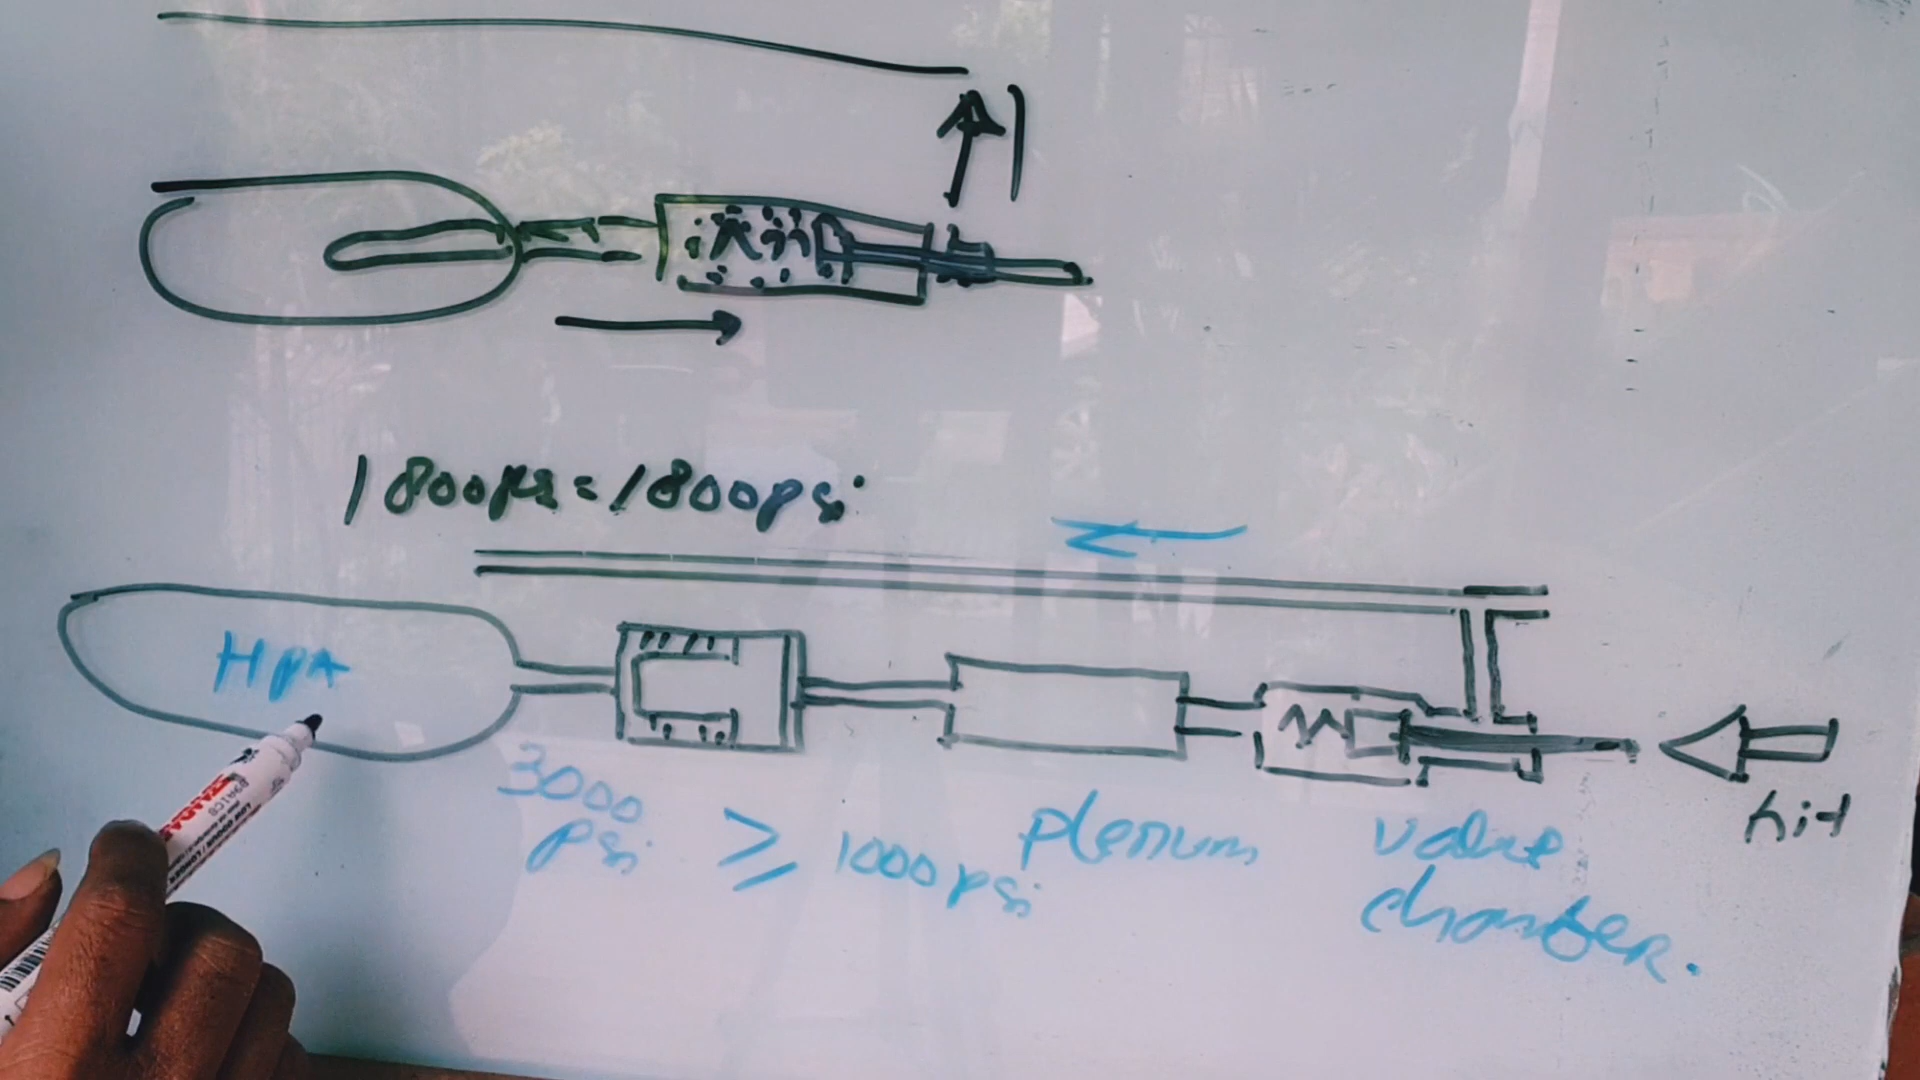 1800psi = 1800psi
HPA
3000
psi
≥ 1000psi
plenum
valve
chamber.
hit